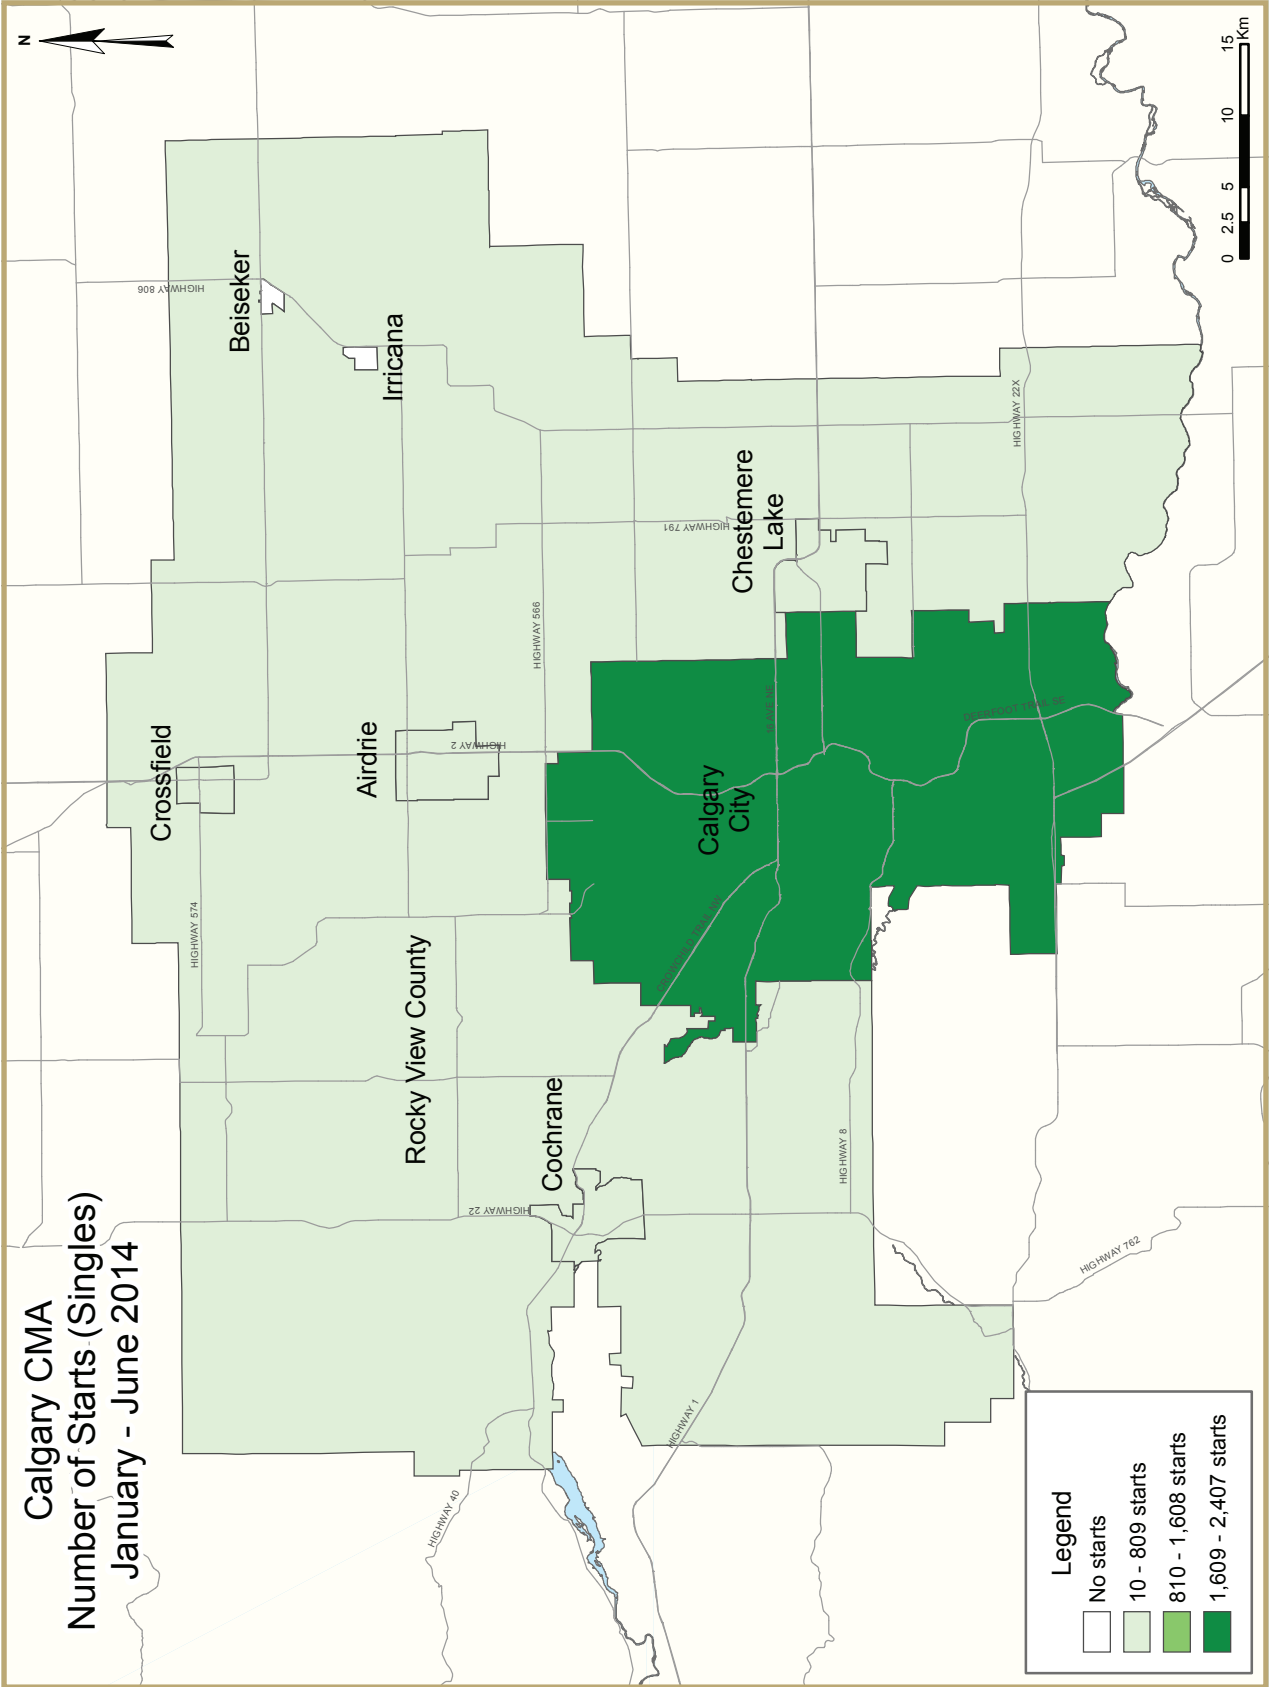 Calgary CMA
Number of Starts (Singles)
January - June 2014
N
HIGHWAY 806
Beiseker
Irricana
Crossfield
HIGHWAY 574
Airdrie
HIGHWAY 2
HIGHWAY 566
Rocky View County
Cochrane
HIGHWAY 22
HIGHWAY 40
HIGHWAY 791
Chestemere
Lake
Calgary
City
HIGHWAY 1
HIGHWAY 8
DEERFOOT TRAIL SE
HIGHWAY 22X
HIGHWAY 762
Legend
No starts
10 - 809 starts
810 - 1,608 starts
1,609 - 2,407 starts
0 2.5 5 10 15
Km